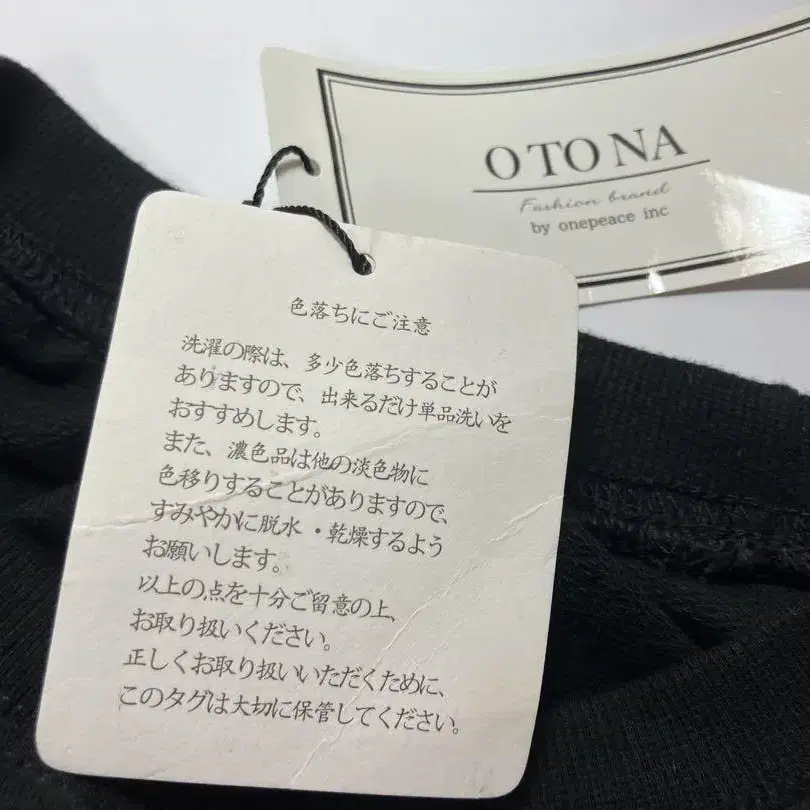 OTONA
Fashion brand
by onepeace inc
色落ちにご注意
洗濯の際は、多少色落ちすることが
ありますので、出来るだけ単品洗いを
おすすめします。
また、濃色品は他の淡色物に
色移りすることがありますので、
すみやかに脱水・乾燥するよう
お願いします。
以上の点を十分ご留意の上、
お取り扱いください。
正しくお取り扱いいただくために、
このタグは大切に保管してください。